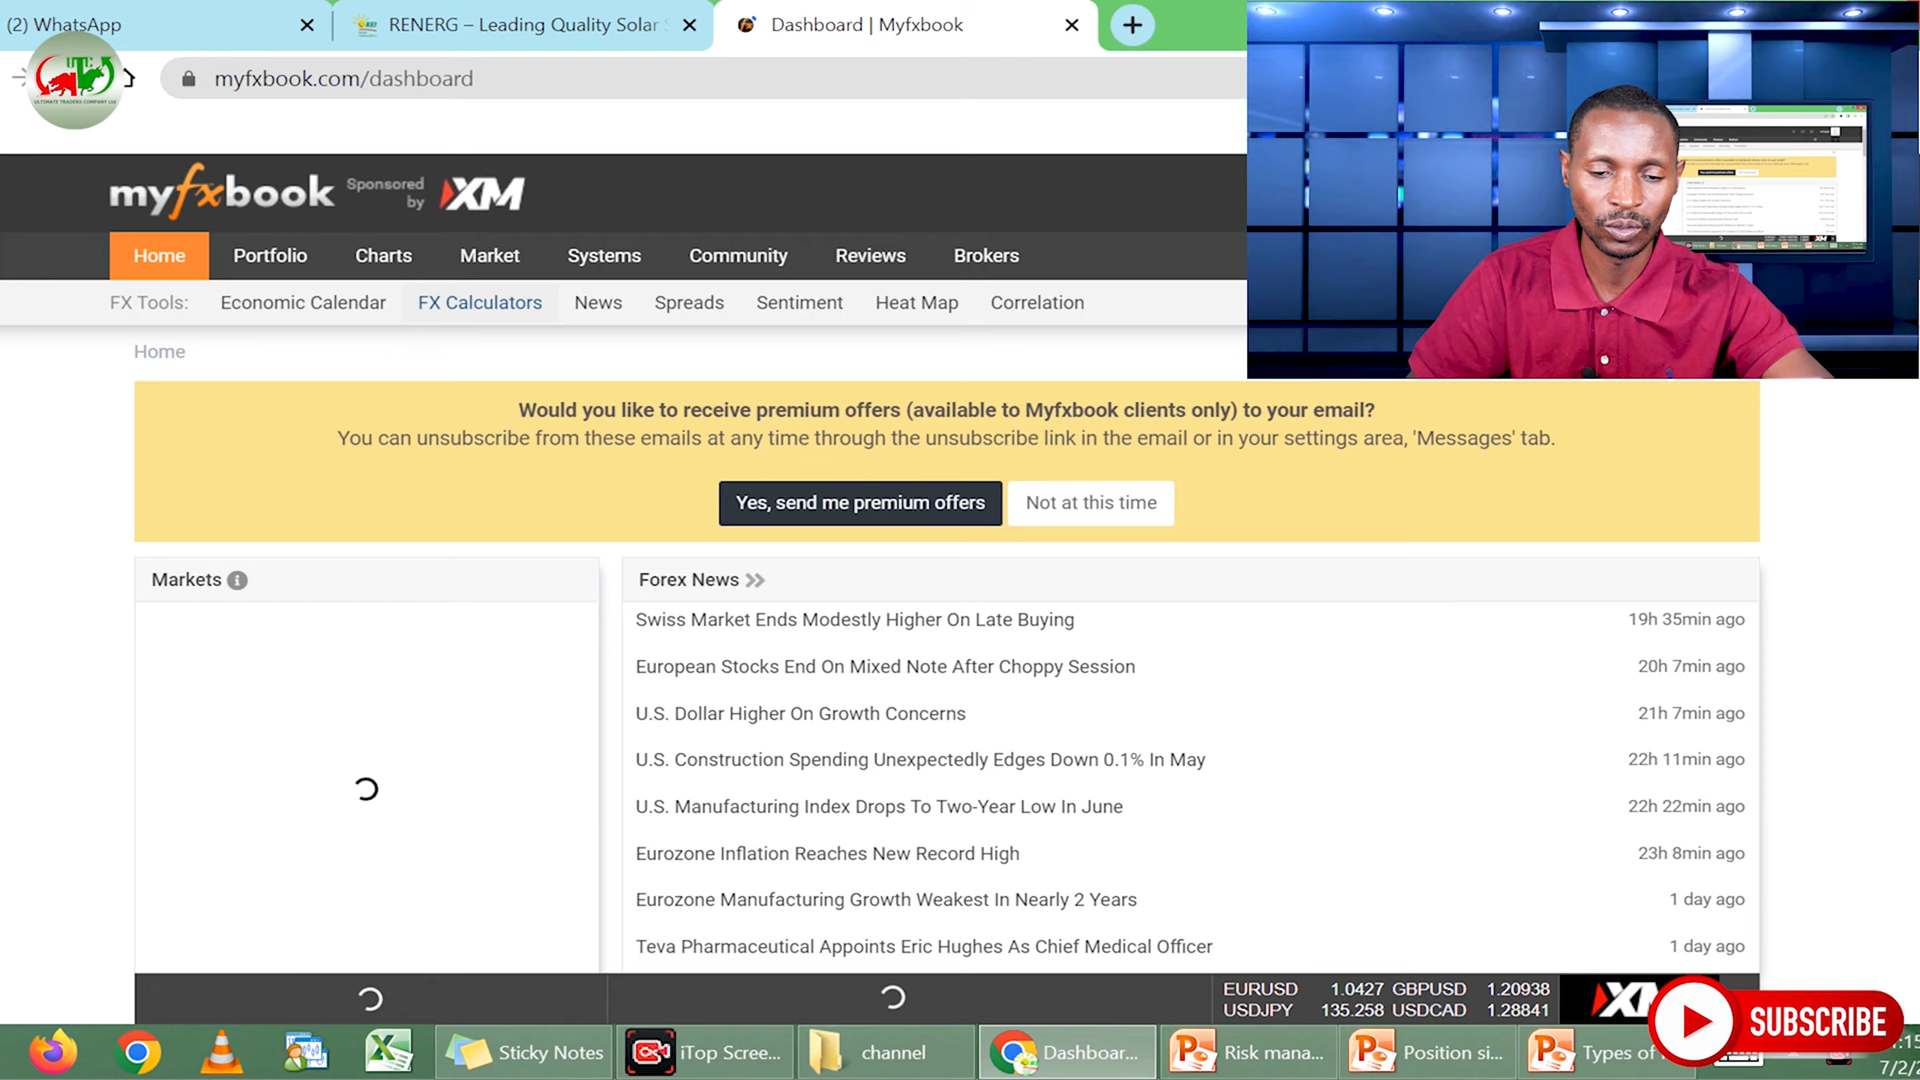 (2) WhatsApp
RENERG – Leading Quality Solar
Dashboard | Myfxbook
UTC
ULTIMATE TRADERS COMPANY Ltd
myfxbook.com/dashboard
myfxbook Sponsored by XM
Home Portfolio Charts Market Systems Community Reviews Brokers
FX Tools: Economic Calendar FX Calculators News Spreads Sentiment Heat Map Correlation
Home
Would you like to receive premium offers (available to Myfxbook clients only) to your email?
You can unsubscribe from these emails at any time through the unsubscribe link in the email or in your settings area, 'Messages' tab.
Yes, send me premium offers Not at this time
Markets
Forex News
Swiss Market Ends Modestly Higher On Late Buying 19h 35min ago
European Stocks End On Mixed Note After Choppy Session 20h 7min ago
U.S. Dollar Higher On Growth Concerns 21h 7min ago
U.S. Construction Spending Unexpectedly Edges Down 0.1% In May 22h 11min ago
U.S. Manufacturing Index Drops To Two-Year Low In June 22h 22min ago
Eurozone Inflation Reaches New Record High 23h 8min ago
Eurozone Manufacturing Growth Weakest In Nearly 2 Years 1 day ago
Teva Pharmaceutical Appoints Eric Hughes As Chief Medical Officer 1 day ago
EURUSD 1.0427 GBPUSD 1.20938
USDJPY 135.258 USDCAD 1.28841
XM
SUBSCRIBE
Sticky Notes iTop Scree... channel Dashboar... Risk mana... Position si... Types of
:15
7/2/2